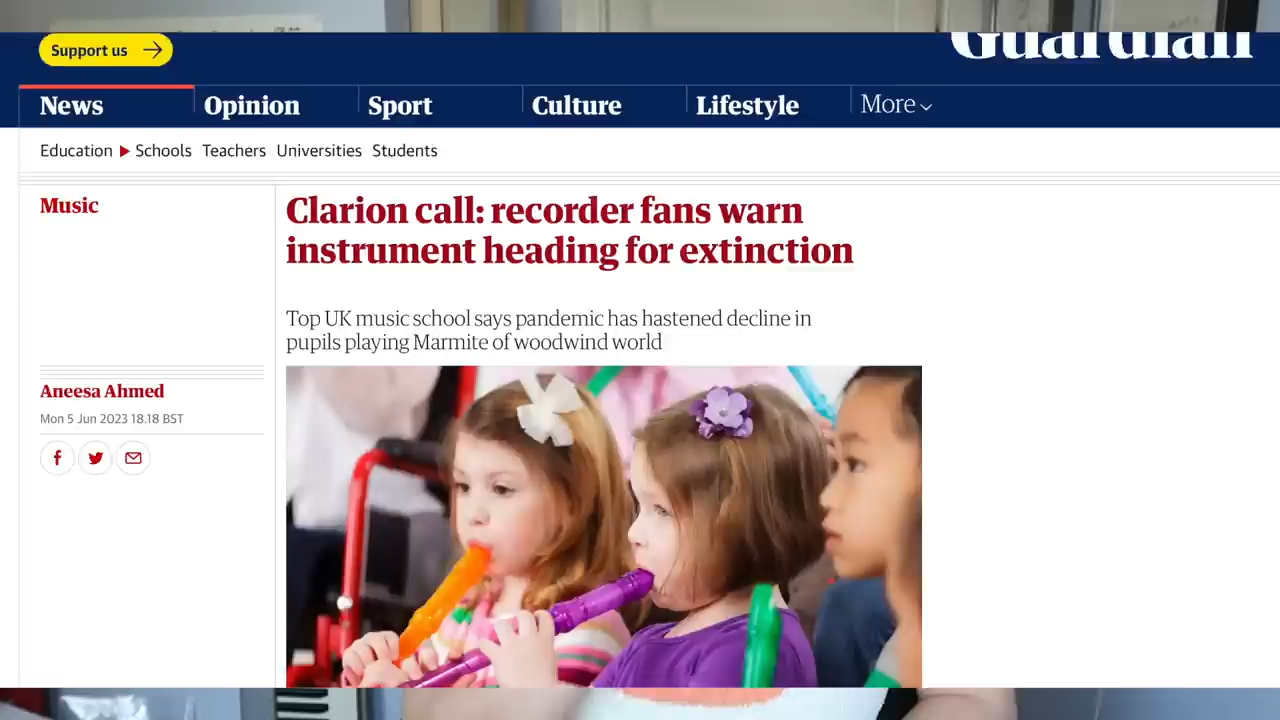 Support us
Guardian
News Opinion Sport Culture Lifestyle More
Education Schools Teachers Universities Students
Music
Clarion call: recorder fans warn
instrument heading for extinction
Top UK music school says pandemic has hastened decline in
pupils playing Marmite of woodwind world
Aneesa Ahmed
Mon 5 Jun 2023 18.18 BST